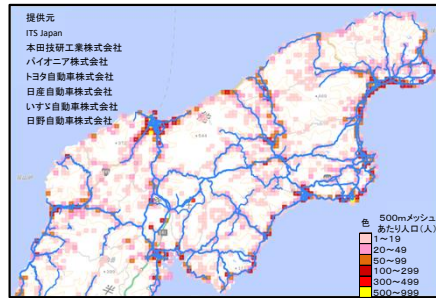 提供元
ITS Japan
本田技研工業株式会社
パイオニア株式会社
トヨタ自動車株式会社
日産自動車株式会社
いすゞ自動車株式会社
日野自動車株式会社
色 500mメッシュ
あたり人口(人)
1～19
20～49
50～99
100～299
300～499
500～999
半